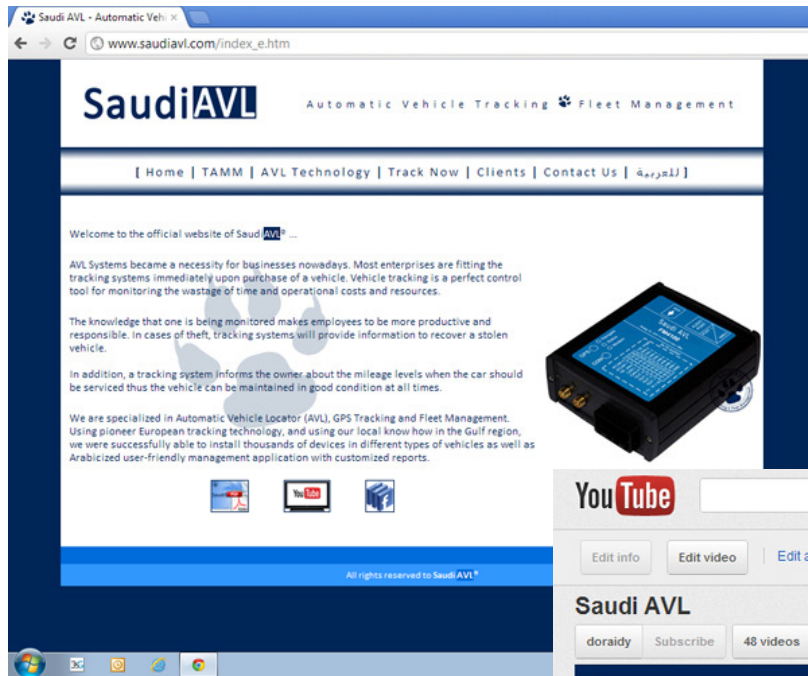 Saudi AVL - Automatic Vehi
www.saudiavl.com/index_e.htm
SaudiAVL
Automatic Vehicle Tracking Fleet Management
[ Home | TAMM | AVL Technology | Track Now | Clients | Contact Us | للعربية ]
Welcome to the official website of SaudiAVL® ...
AVL Systems became a necessity for businesses nowadays. Most enterprises are fitting the
tracking systems immediately upon purchase of a vehicle. Vehicle tracking is a perfect control
tool for monitoring the wastage of time and operational costs and resources.
The knowledge that one is being monitored makes employees to be more productive and
responsible. In cases of theft, tracking systems will provide information to recover a stolen
vehicle.
In addition, a tracking system informs the owner about the mileage levels when the car should
be serviced thus the vehicle can be maintained in good condition at all times.
We are specialized in Automatic Vehicle Locator (AVL), GPS Tracking and Fleet Management.
Using pioneer European tracking technology, and using our local know how in the Gulf region,
we were successfully able to install thousands of devices in different types of vehicles as well as
Arabicized user-friendly management application with customized reports.
Saudi AVL
YouTube
All rights reserved to Saudi AVL®
YouTube
Edit info
Edit video
Edit a
Saudi AVL
doraidy
Subscribe
48 videos